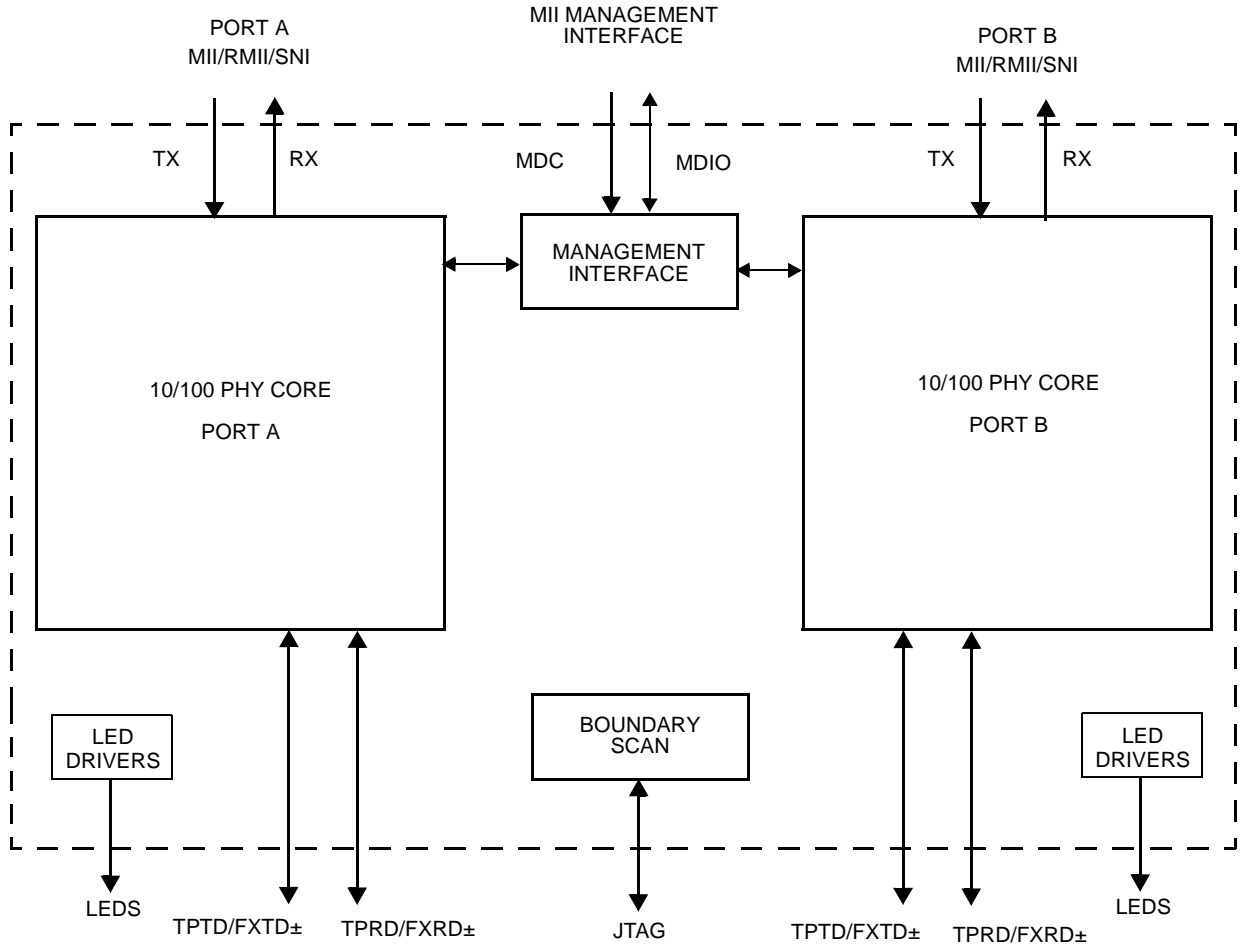 PORT A
MII/RMII/SNI
MII MANAGEMENT
INTERFACE
PORT B
MII/RMII/SNI
TX
RX
MDC
MDIO
TX
RX
MANAGEMENT
INTERFACE
10/100 PHY CORE
PORT A
10/100 PHY CORE
PORT B
LED
DRIVERS
BOUNDARY
SCAN
LED
DRIVERS
LEDS
TPTD/FXTD±
TPRD/FXRD±
JTAG
TPTD/FXTD±
TPRD/FXRD±
LEDS